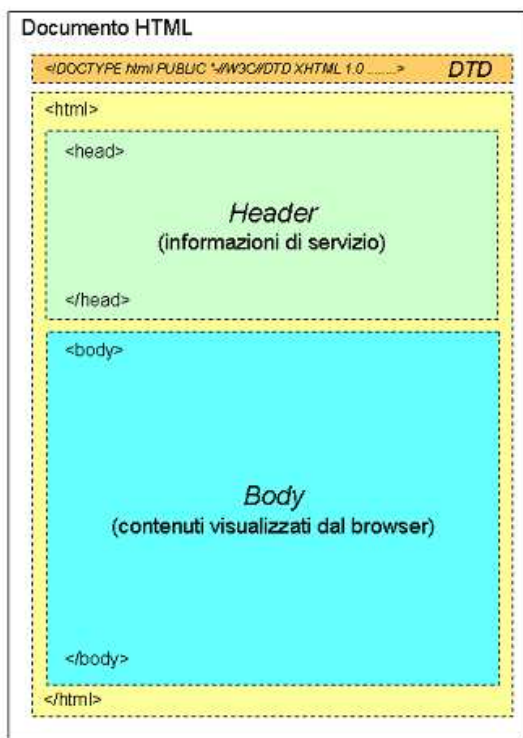 Documento HTML
<!DOCTYPE html PUBLIC "-//W3C//DTD XHTML 1.0 .......> DTD
<html>
<head>
Header
(informazioni di servizio)
</head>
<body>
Body
(contenuti visualizzati dal browser)
</body>
</html>